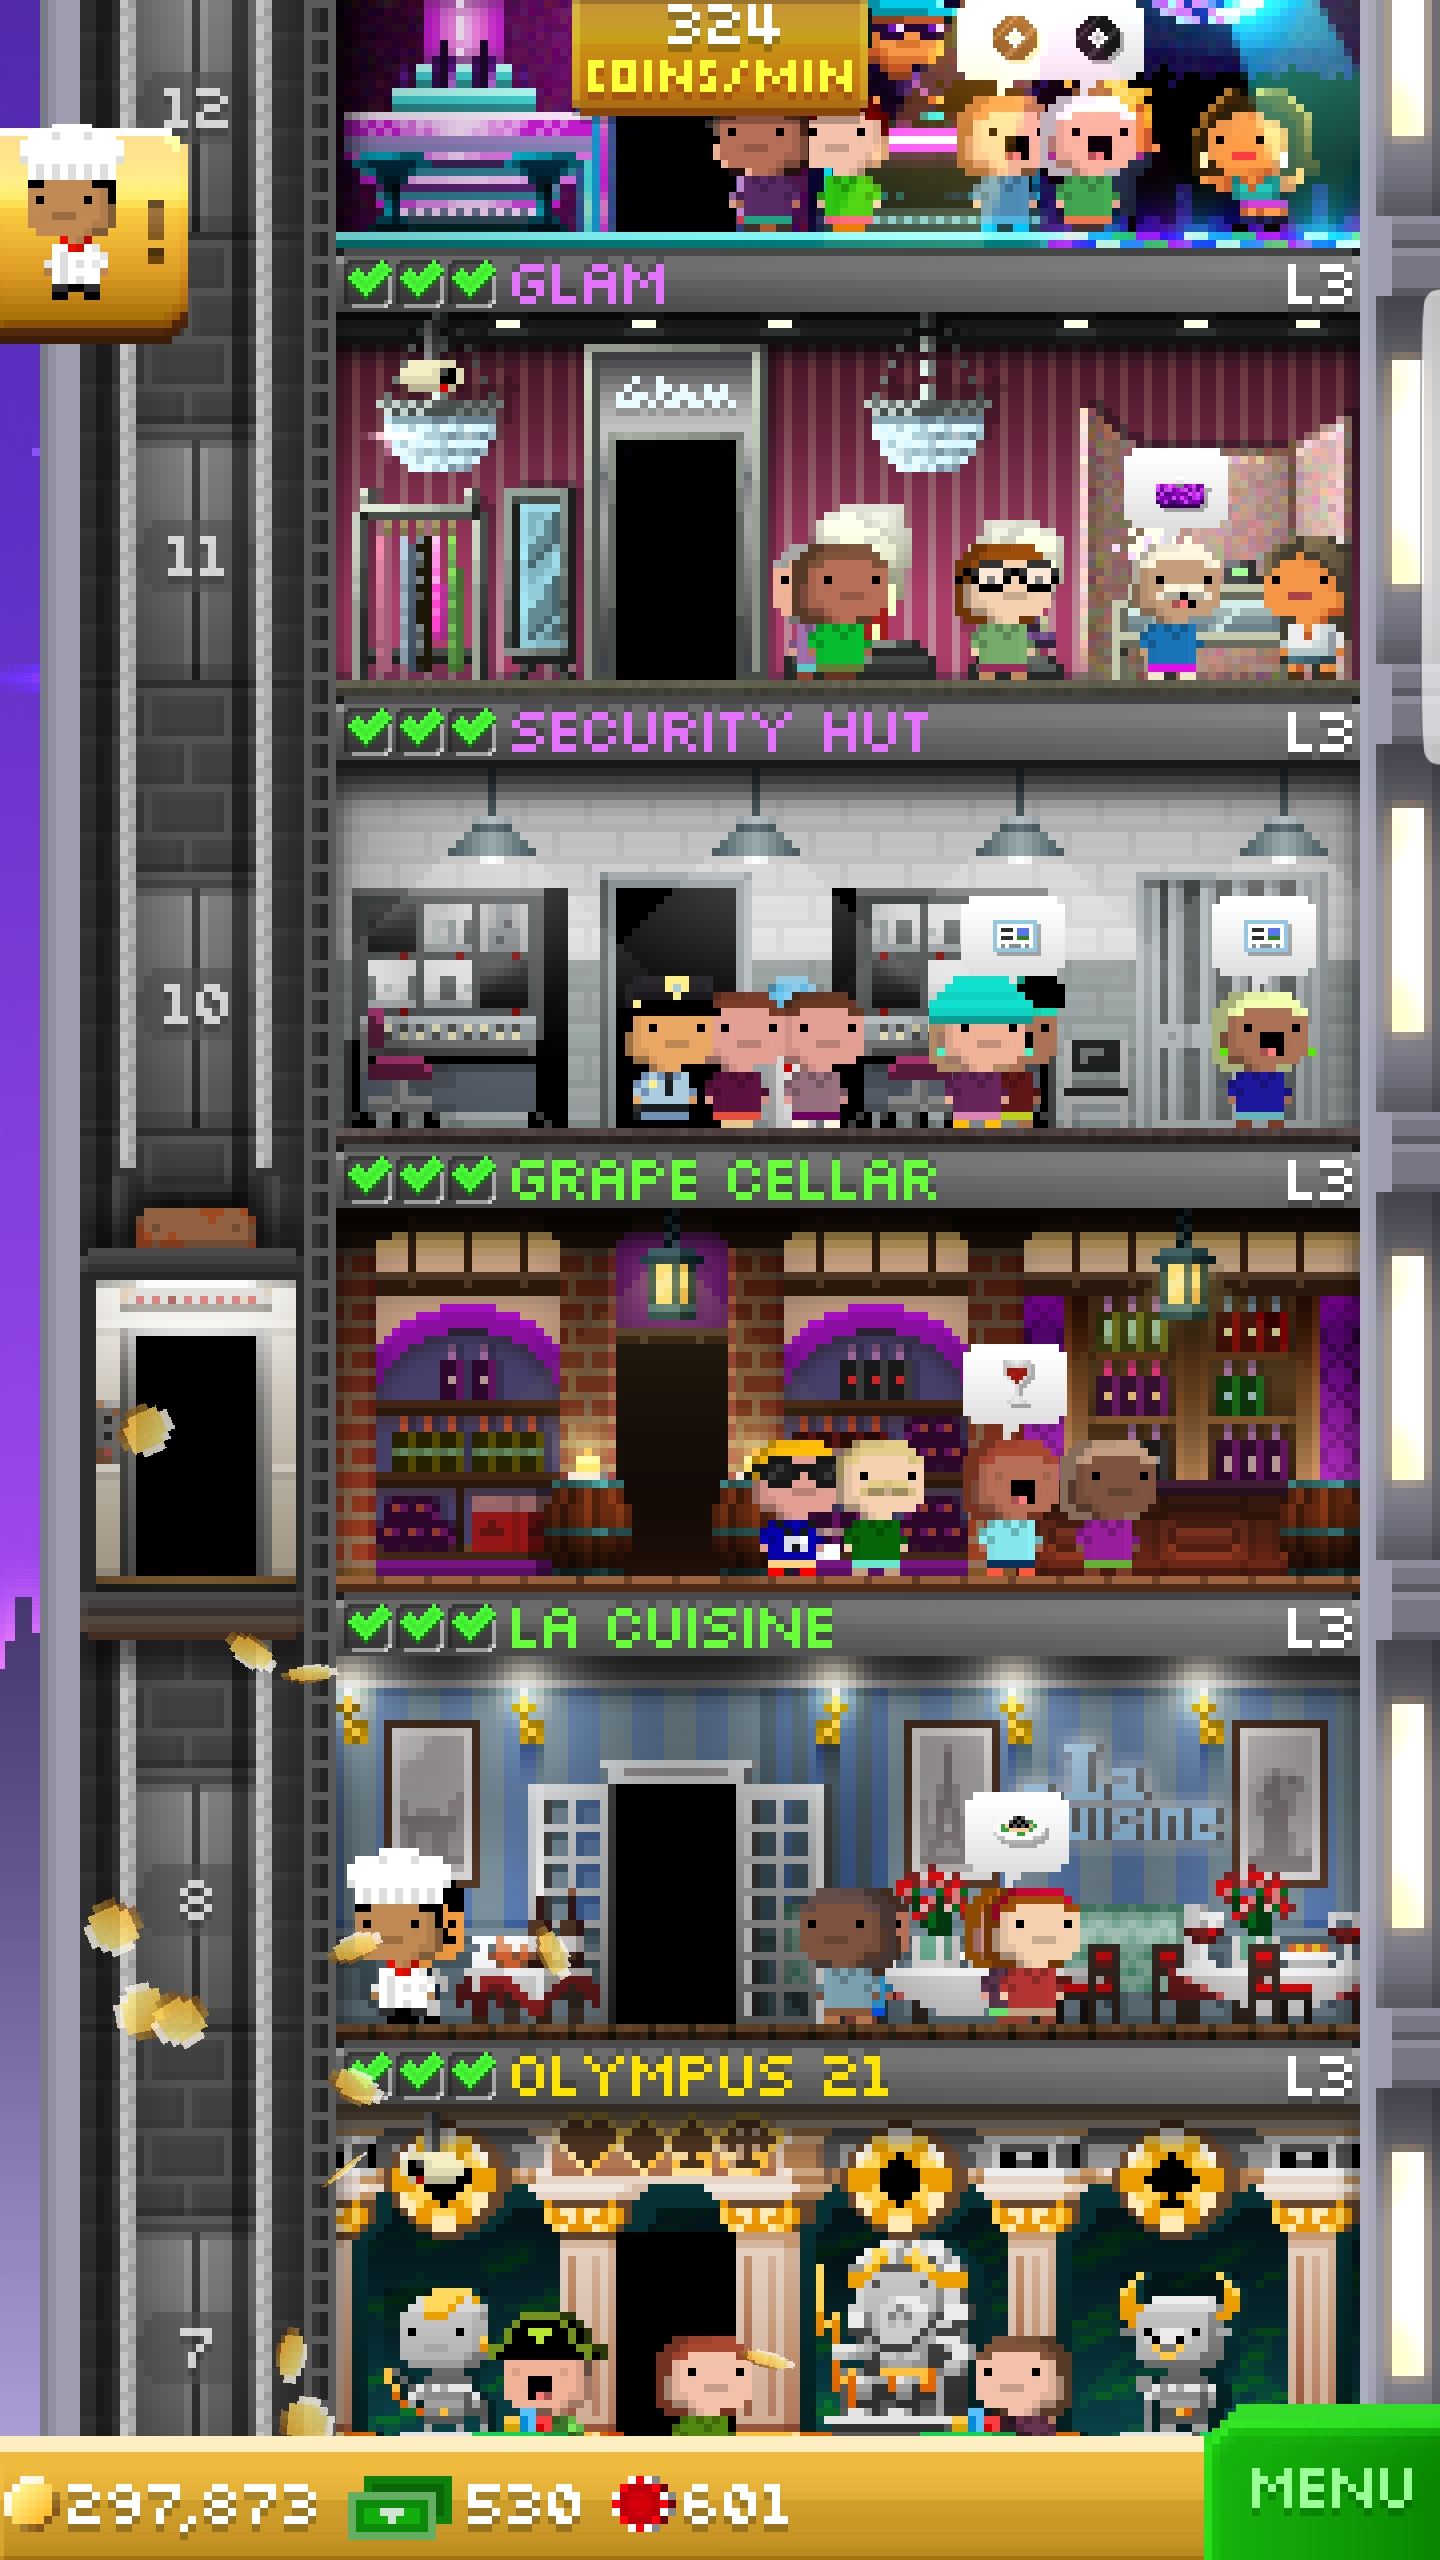 324
COINS/MIN
12
!
GLAM L3
Glam
11
SECURITY HUT L3
10
GRAPE CELLAR L3
LA CUISINE L3
La
Cuisine
8
OLYMPUS 21 L3
7
297,873 530 601
MENU